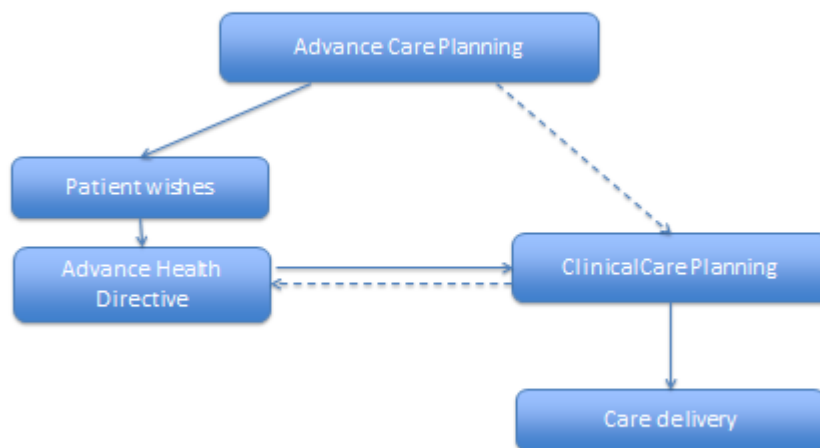 Advance Care Planning
Patient wishes
Advance Health
Directive
Clinical Care Planning
Care delivery